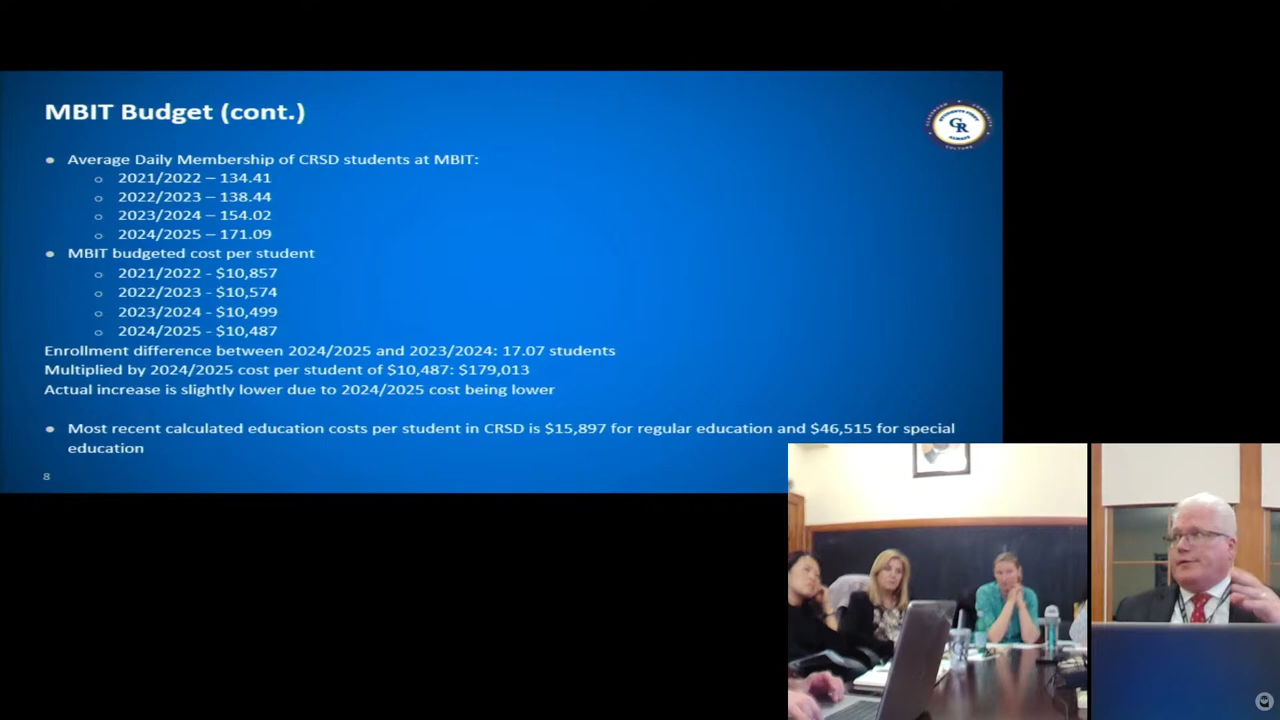 MBIT Budget (cont.)
Average Daily Membership of CRSD students at MBIT:
2021/2022 – 134.41
2022/2023 – 138.44
2023/2024 – 154.02
2024/2025 – 171.09
MBIT budgeted cost per student
2021/2022 - $10,857
2022/2023 - $10,574
2023/2024 - $10,499
2024/2025 - $10,487
Enrollment difference between 2024/2025 and 2023/2024: 17.07 students
Multiplied by 2024/2025 cost per student of $10,487: $179,013
Actual increase is slightly lower due to 2024/2025 cost being lower
Most recent calculated education costs per student in CRSD is $15,897 for regular education and $46,515 for special
education
8
STUDENTS FIRST
CR
ALWAYS
CULTURE